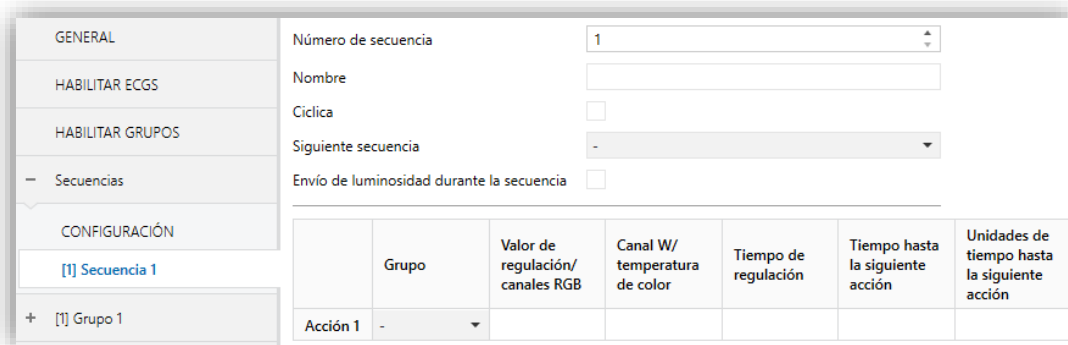 GENERAL
HABILITAR ECGS
HABILITAR GRUPOS
− Secuencias
CONFIGURACIÓN
[1] Secuencia 1
+ [1] Grupo 1
Número de secuencia 1
Nombre
Ciclica
Siguiente secuencia -
Envío de luminosidad durante la secuencia
Grupo
Valor de
regulación/
canales RGB
Canal W/
temperatura
de color
Tiempo de
regulación
Tiempo hasta
la siguiente
acción
Unidades de
tiempo hasta
la siguiente
acción
Acción 1 -